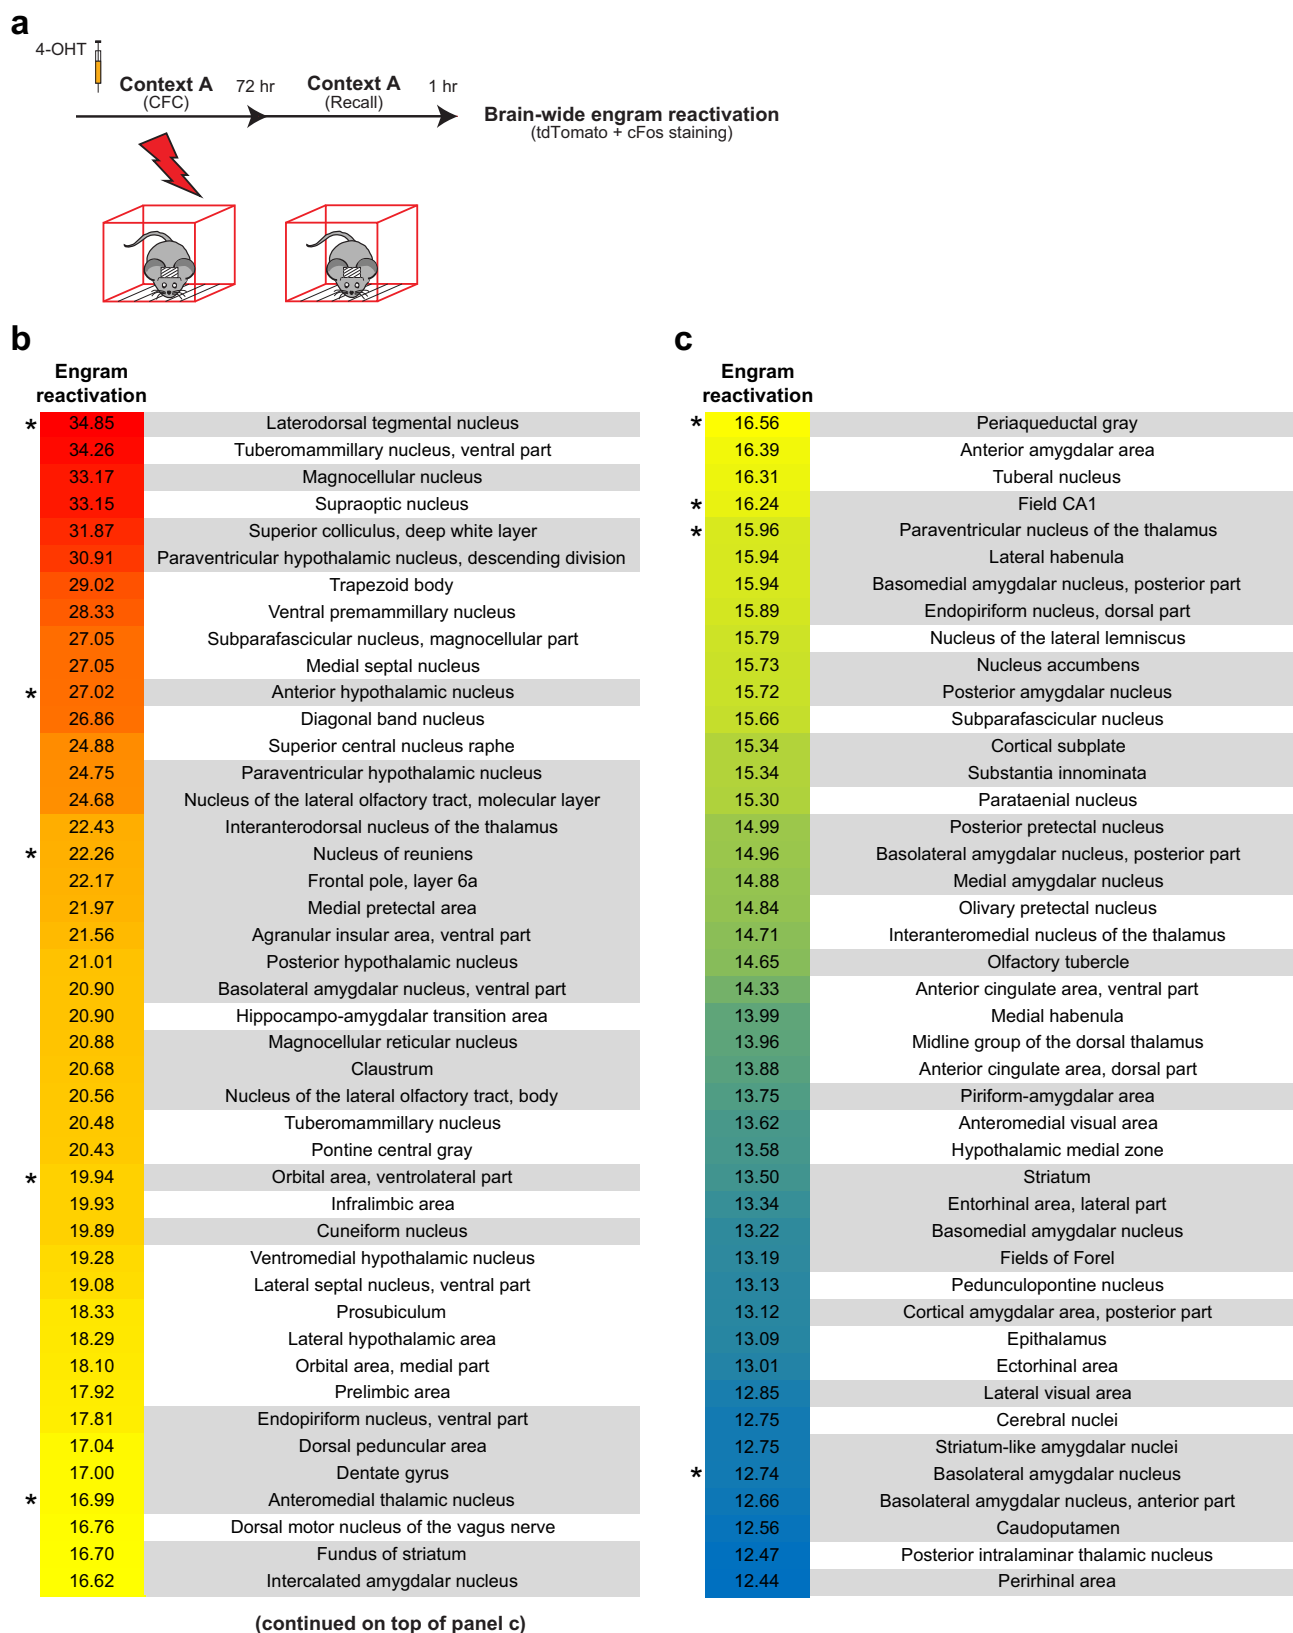 a
4-OHT
Context A
(CFC)
72 hr
Context A
(Recall)
1 hr
Brain-wide engram reactivation
(tdTomato + cFos staining)
b
Engram
reactivation
* 34.85 Laterodorsal tegmental nucleus
34.26 Tuberomammillary nucleus, ventral part
33.17 Magnocellular nucleus
33.15 Supraoptic nucleus
31.87 Superior colliculus, deep white layer
30.91 Paraventricular hypothalamic nucleus, descending division
29.02 Trapezoid body
28.33 Ventral premammillary nucleus
27.05 Subparafascicular nucleus, magnocellular part
27.05 Medial septal nucleus
* 27.02 Anterior hypothalamic nucleus
26.86 Diagonal band nucleus
24.88 Superior central nucleus raphe
24.75 Paraventricular hypothalamic nucleus
24.68 Nucleus of the lateral olfactory tract, molecular layer
22.43 Interanterodorsal nucleus of the thalamus
* 22.26 Nucleus of reuniens
22.17 Frontal pole, layer 6a
21.97 Medial pretectal area
21.56 Agranular insular area, ventral part
21.01 Posterior hypothalamic nucleus
20.90 Basolateral amygdalar nucleus, ventral part
20.90 Hippocampo-amygdalar transition area
20.88 Magnocellular reticular nucleus
20.68 Claustrum
20.56 Nucleus of the lateral olfactory tract, body
20.48 Tuberomammillary nucleus
20.43 Pontine central gray
* 19.94 Orbital area, ventrolateral part
19.93 Infralimbic area
19.89 Cuneiform nucleus
19.28 Ventromedial hypothalamic nucleus
19.08 Lateral septal nucleus, ventral part
18.33 Prosubiculum
18.29 Lateral hypothalamic area
18.10 Orbital area, medial part
17.92 Prelimbic area
17.81 Endopiriform nucleus, ventral part
17.04 Dorsal peduncular area
17.00 Dentate gyrus
* 16.99 Anteromedial thalamic nucleus
16.76 Dorsal motor nucleus of the vagus nerve
16.70 Fundus of striatum
16.62 Intercalated amygdalar nucleus
(continued on top of panel c)
c
Engram
reactivation
* 16.56 Periaqueductal gray
16.39 Anterior amygdalar area
16.31 Tuberal nucleus
* 16.24 Field CA1
* 15.96 Paraventricular nucleus of the thalamus
15.94 Lateral habenula
15.94 Basomedial amygdalar nucleus, posterior part
15.89 Endopiriform nucleus, dorsal part
15.79 Nucleus of the lateral lemniscus
15.73 Nucleus accumbens
15.72 Posterior amygdalar nucleus
15.66 Subparafascicular nucleus
15.34 Cortical subplate
15.34 Substantia innominata
15.30 Parataenial nucleus
14.99 Posterior pretectal nucleus
14.96 Basolateral amygdalar nucleus, posterior part
14.88 Medial amygdalar nucleus
14.84 Olivary pretectal nucleus
14.71 Interanteromedial nucleus of the thalamus
14.65 Olfactory tubercle
14.33 Anterior cingulate area, ventral part
13.99 Medial habenula
13.96 Midline group of the dorsal thalamus
13.88 Anterior cingulate area, dorsal part
13.75 Piriform-amygdalar area
13.62 Anteromedial visual area
13.58 Hypothalamic medial zone
13.50 Striatum
13.34 Entorhinal area, lateral part
13.22 Basomedial amygdalar nucleus
13.19 Fields of Forel
13.13 Pedunculopontine nucleus
13.12 Cortical amygdalar area, posterior part
13.09 Epithalamus
13.01 Ectorhinal area
12.85 Lateral visual area
12.75 Cerebral nuclei
12.75 Striatum-like amygdalar nuclei
* 12.74 Basolateral amygdalar nucleus
12.66 Basolateral amygdalar nucleus, anterior part
12.56 Caudoputamen
12.47 Posterior intralaminar thalamic nucleus
12.44 Perirhinal area